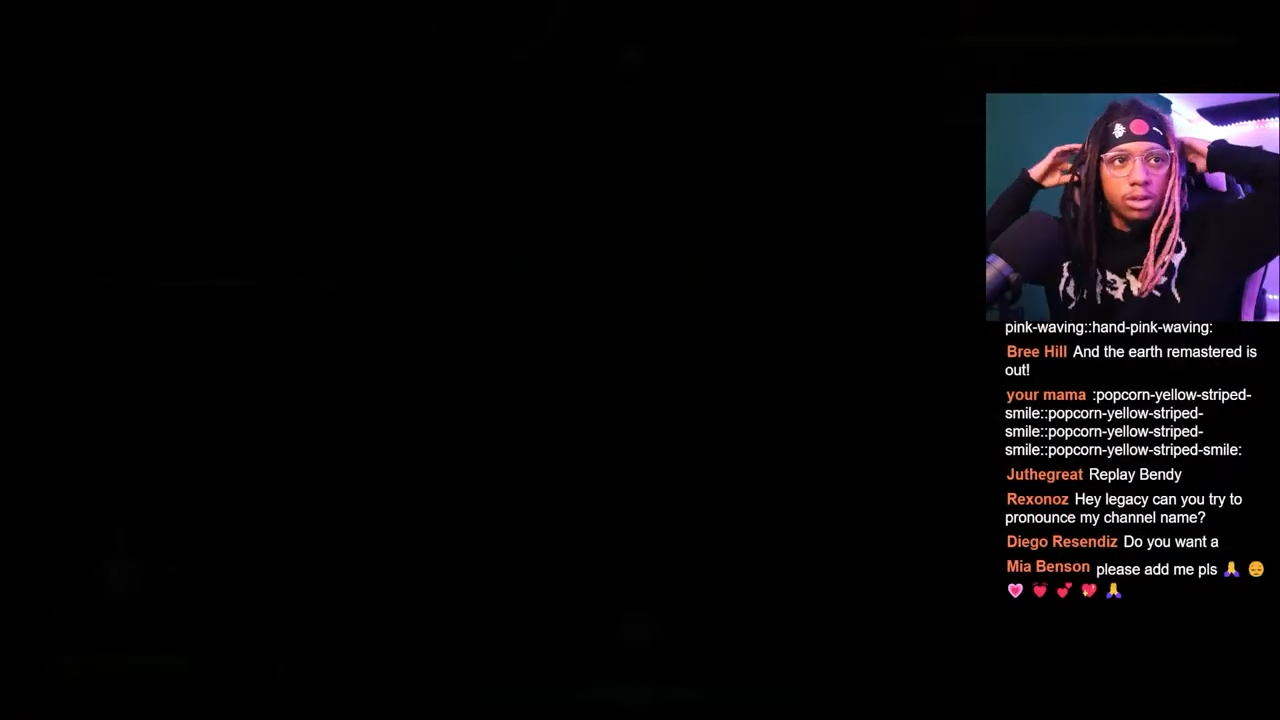 pink-waving::hand-pink-waving:
Bree Hill And the earth remastered is
out!
your mama :popcorn-yellow-striped-
smile::popcorn-yellow-striped-
smile::popcorn-yellow-striped-
smile::popcorn-yellow-striped-smile:
Juthegreat Replay Bendy
Rexonoz Hey legacy can you try to
pronounce my channel name?
Diego Resendiz Do you want a
Mia Benson please add me pls 🙏 😔
💗 💓 💕 💖 🙏